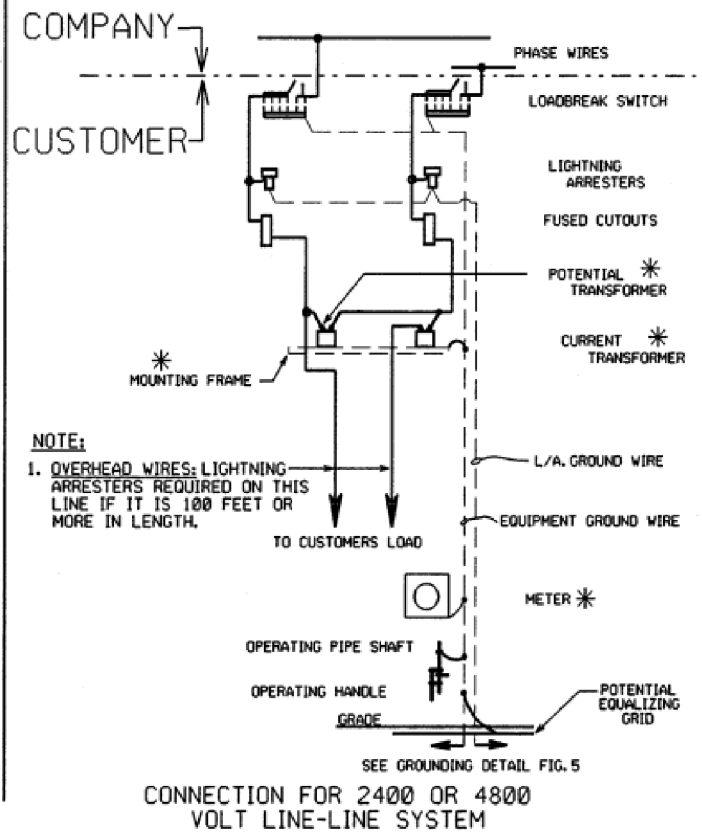 COMPANY
PHASE WIRES
LOADBREAK SWITCH
CUSTOMER
LIGHTNING
ARRESTERS
FUSED CUTOUTS
POTENTIAL *
TRANSFORMER
CURRENT *
TRANSFORMER
*
MOUNTING FRAME
NOTE:
1. OVERHEAD WIRES: LIGHTNING
ARRESTERS REQUIRED ON THIS
LINE IF IT IS 100 FEET OR
MORE IN LENGTH.
L/A. GROUND WIRE
EQUIPMENT GROUND WIRE
TO CUSTOMERS LOAD
METER *
OPERATING PIPE SHAFT
OPERATING HANDLE
POTENTIAL
EQUALIZING
GRID
GRADE
SEE GROUNDING DETAIL FIG. 5
CONNECTION FOR 2400 OR 4800
VOLT LINE-LINE SYSTEM